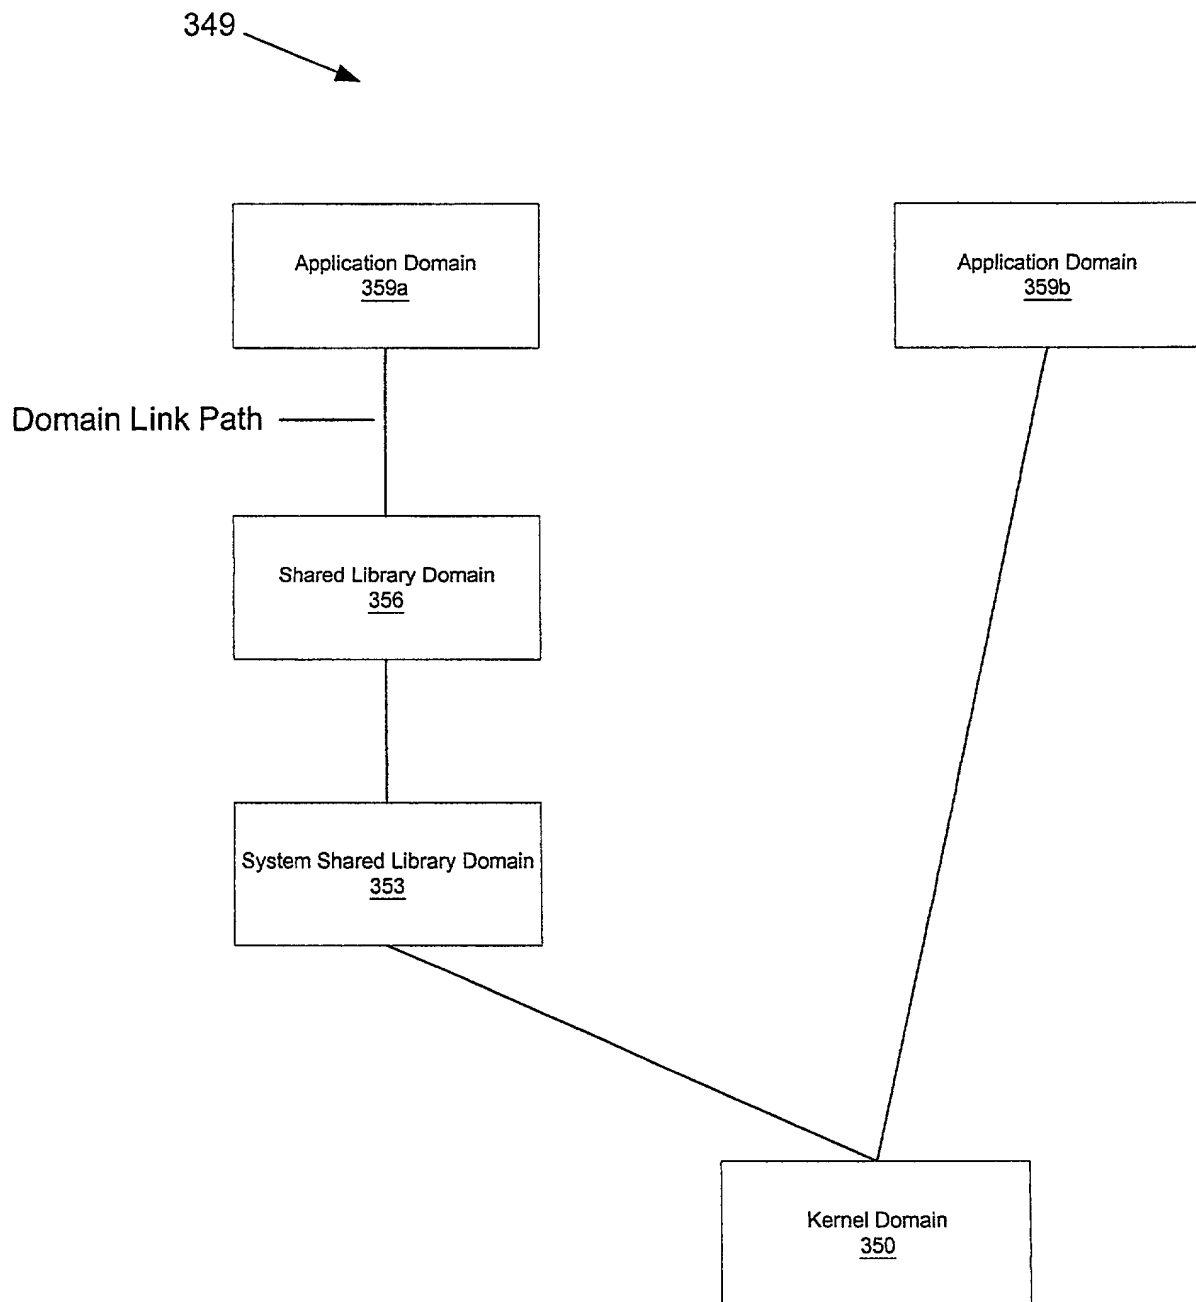 349
Application Domain
359a
Application Domain
359b
Domain Link Path
Shared Library Domain
356
System Shared Library Domain
353
Kernel Domain
350